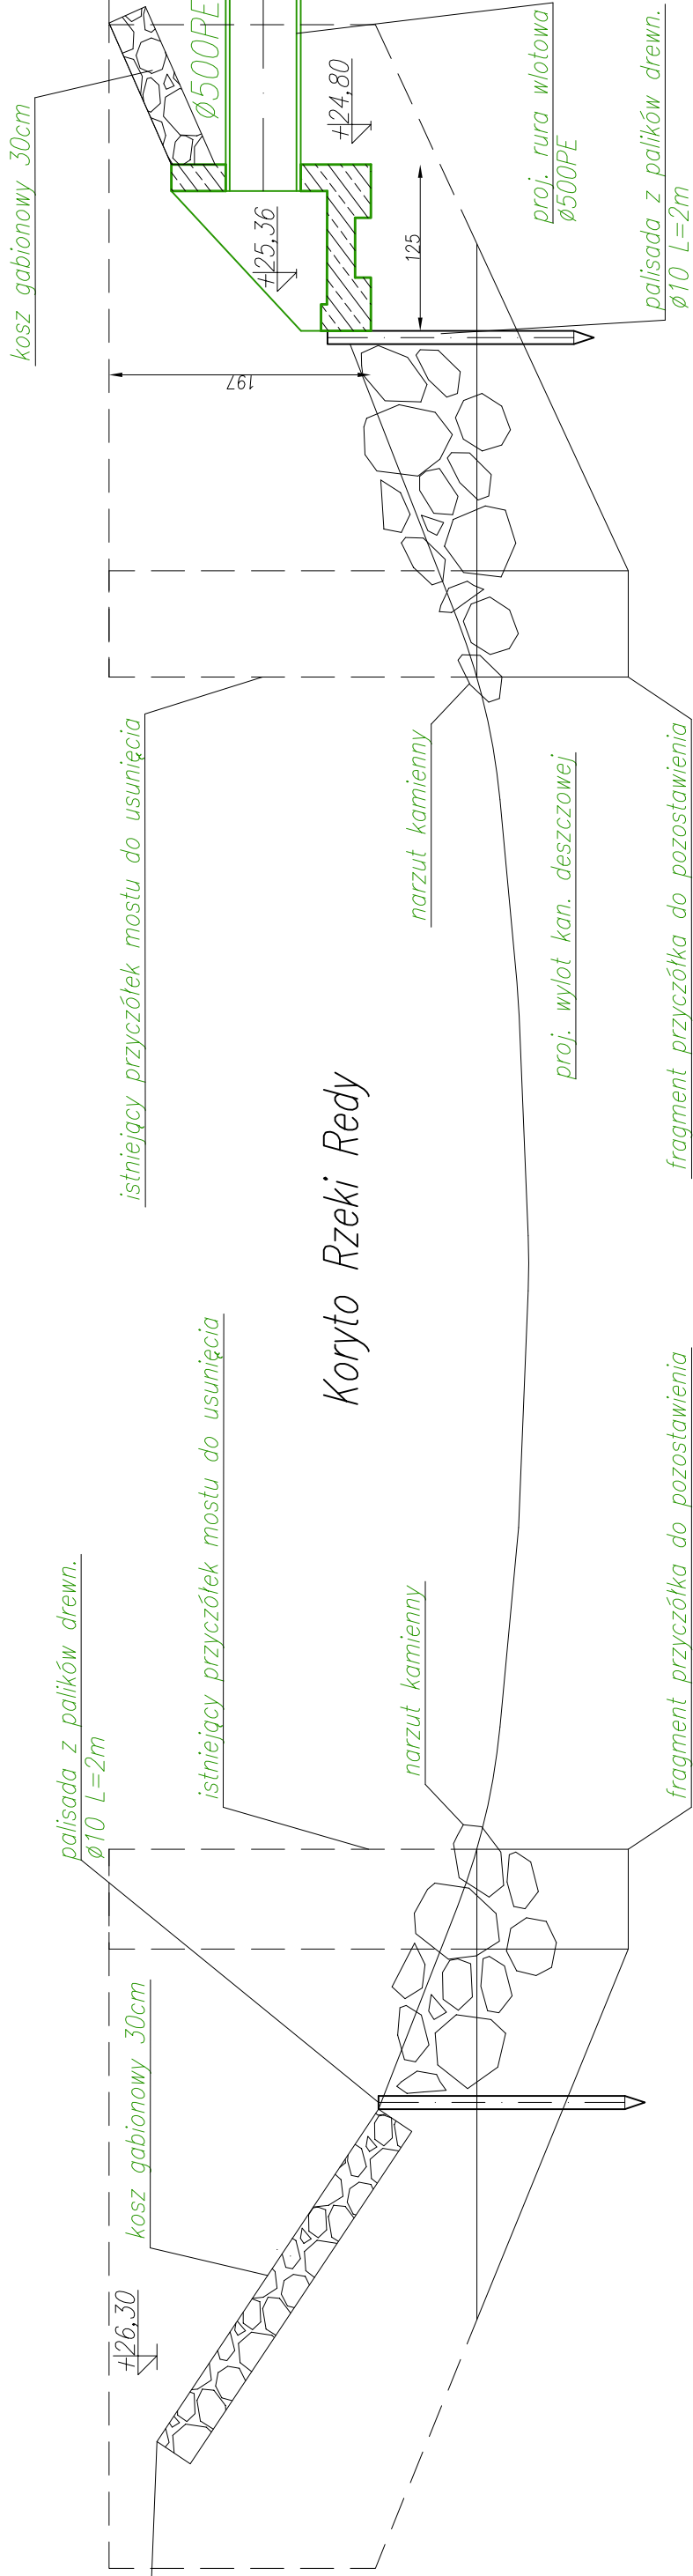 palisada z palików drewn.
ø10 L=2m
kosz gabionowy 30cm
+26,30
istniejący przyczółek mostu do usunięcia
narzut kamienny
fragment przyczółka do pozostawienia
Koryto Rzeki Redy
istniejący przyczółek mostu do usunięcia
narzut kamienny
proj. wylot kan. deszczowej
fragment przyczółka do pozostawienia
kosz gabionowy 30cm
ø500PE
197
+25,36
+24,80
125
proj. rura wlotowa
ø500PE
palisada z palików drewn.
ø10 L=2m